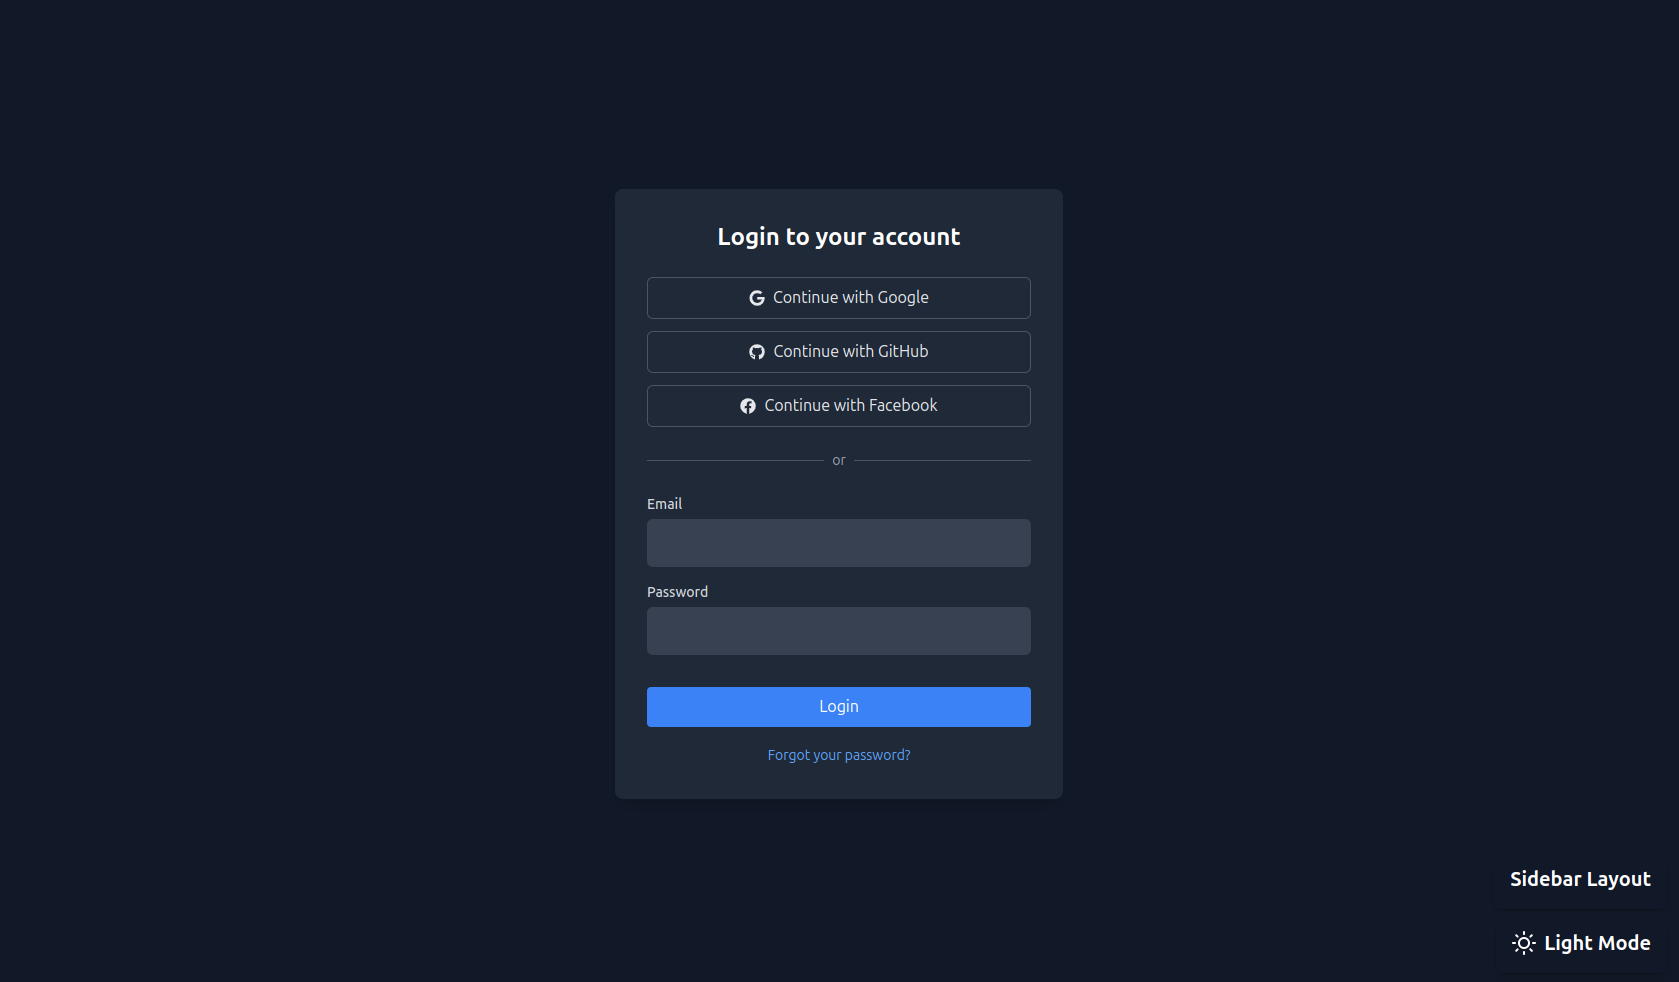 Login to your account
Continue with Google
Continue with GitHub
Continue with Facebook
or
Email
Password
Login
Forgot your password?
Sidebar Layout
Light Mode